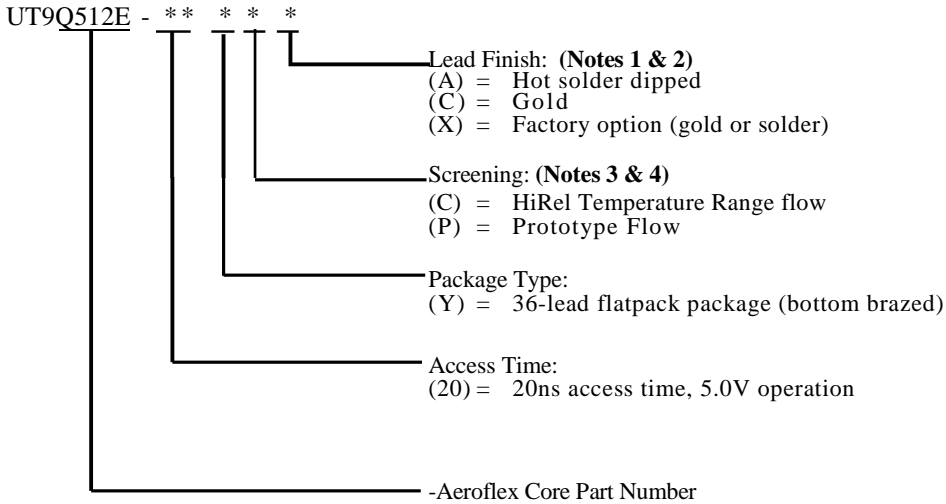 UT9Q512E - ** * * *
Lead Finish: (Notes 1 & 2)
(A) = Hot solder dipped
(C) = Gold
(X) = Factory option (gold or solder)
Screening: (Notes 3 & 4)
(C) = HiRel Temperature Range flow
(P) = Prototype Flow
Package Type:
(Y) = 36-lead flatpack package (bottom brazed)
Access Time:
(20) = 20ns access time, 5.0V operation
-Aeroflex Core Part Number